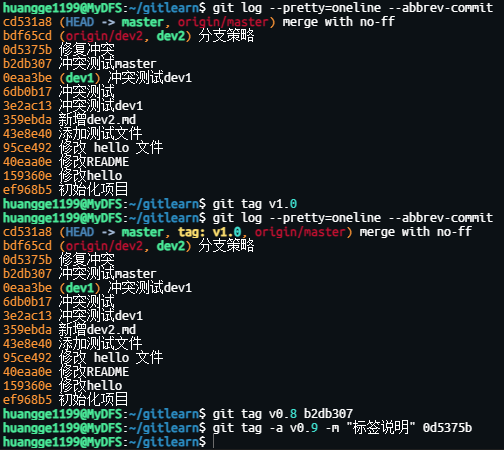 huangge1199@MyDFS:~/gitlearn$ git log --pretty=oneline --abbrev-commit
cd531a8 (HEAD -> master, origin/master) merge with no-ff
bdf65cd (origin/dev2, dev2) 分支策略
0d5375b 修复冲突
b2db307 冲突测试master
0eaa3be (dev1) 冲突测试dev1
6db0b17 冲突测试
3e2ac13 冲突测试dev1
359ebda 新增dev2.md
43e8e40 添加测试文件
95ce492 修改 hello 文件
40eaa0e 修改README
159360e 修改hello
ef968b5 初始化项目
huangge1199@MyDFS:~/gitlearn$ git tag v1.0
huangge1199@MyDFS:~/gitlearn$ git log --pretty=oneline --abbrev-commit
cd531a8 (HEAD -> master, tag: v1.0, origin/master) merge with no-ff
bdf65cd (origin/dev2, dev2) 分支策略
0d5375b 修复冲突
b2db307 冲突测试master
0eaa3be (dev1) 冲突测试dev1
6db0b17 冲突测试
3e2ac13 冲突测试dev1
359ebda 新增dev2.md
43e8e40 添加测试文件
95ce492 修改 hello 文件
40eaa0e 修改README
159360e 修改hello
ef968b5 初始化项目
huangge1199@MyDFS:~/gitlearn$ git tag v0.8 b2db307
huangge1199@MyDFS:~/gitlearn$ git tag -a v0.9 -m "标签说明" 0d5375b
huangge1199@MyDFS:~/gitlearn$